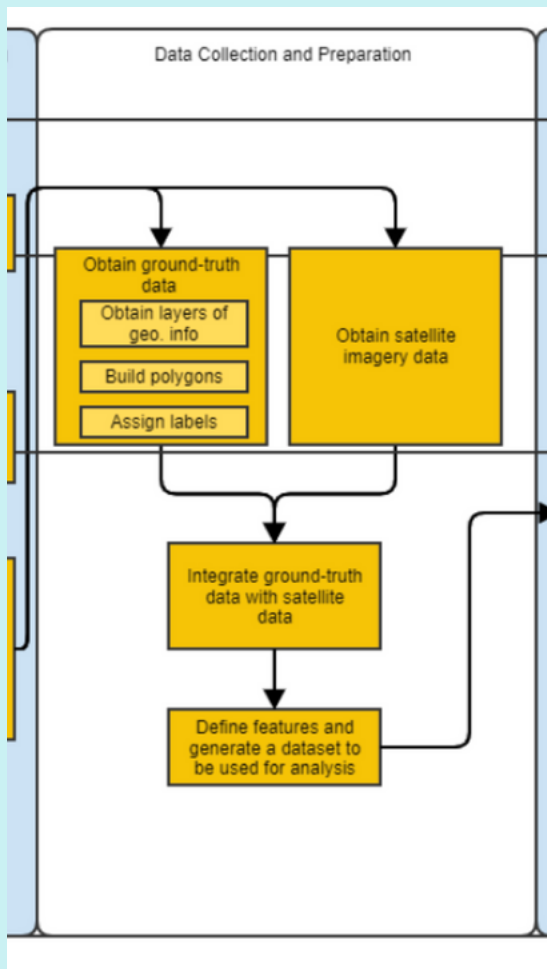 Data Collection and Preparation
Obtain ground-truth
data
Obtain layers of
geo. info
Build polygons
Assign labels
Obtain satellite
imagery data
Integrate ground-truth
data with satellite
data
Define features and
generate a dataset to
be used for analysis